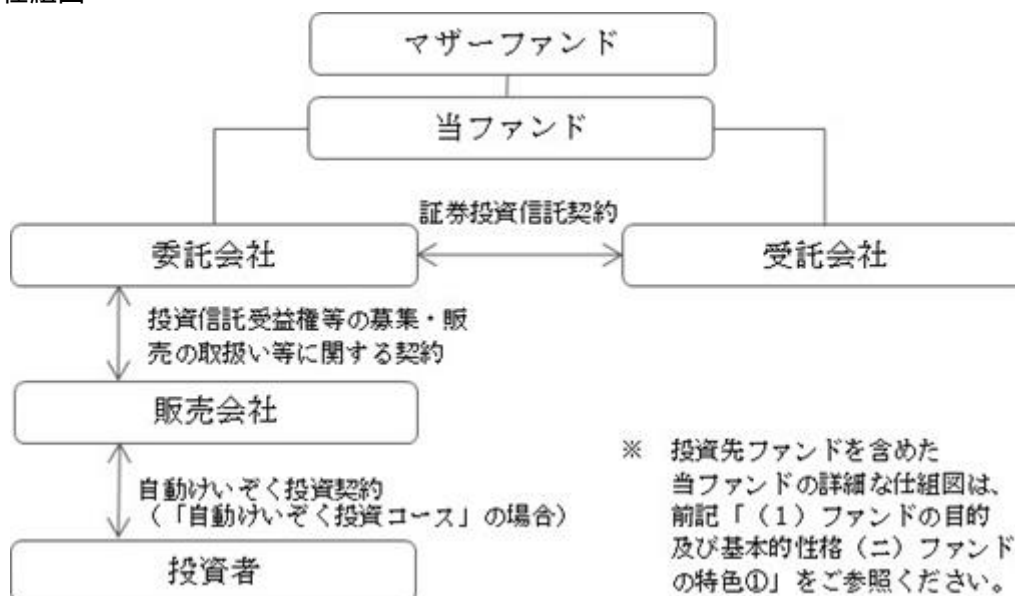 マザーファンド
当ファンド
証券投資信託契約
委託会社
受託会社
投資信託受益権等の募集・販
売の取扱い等に関する契約
販売会社
自動けいぞく投資契約
（「自動けいぞく投資コース」の場合）
投資者
※ 投資先ファンドを含めた
当ファンドの詳細な仕組図は、
前記「（１）ファンドの目的
及び基本的性格（ニ）ファンド
の特色①」をご参照ください。